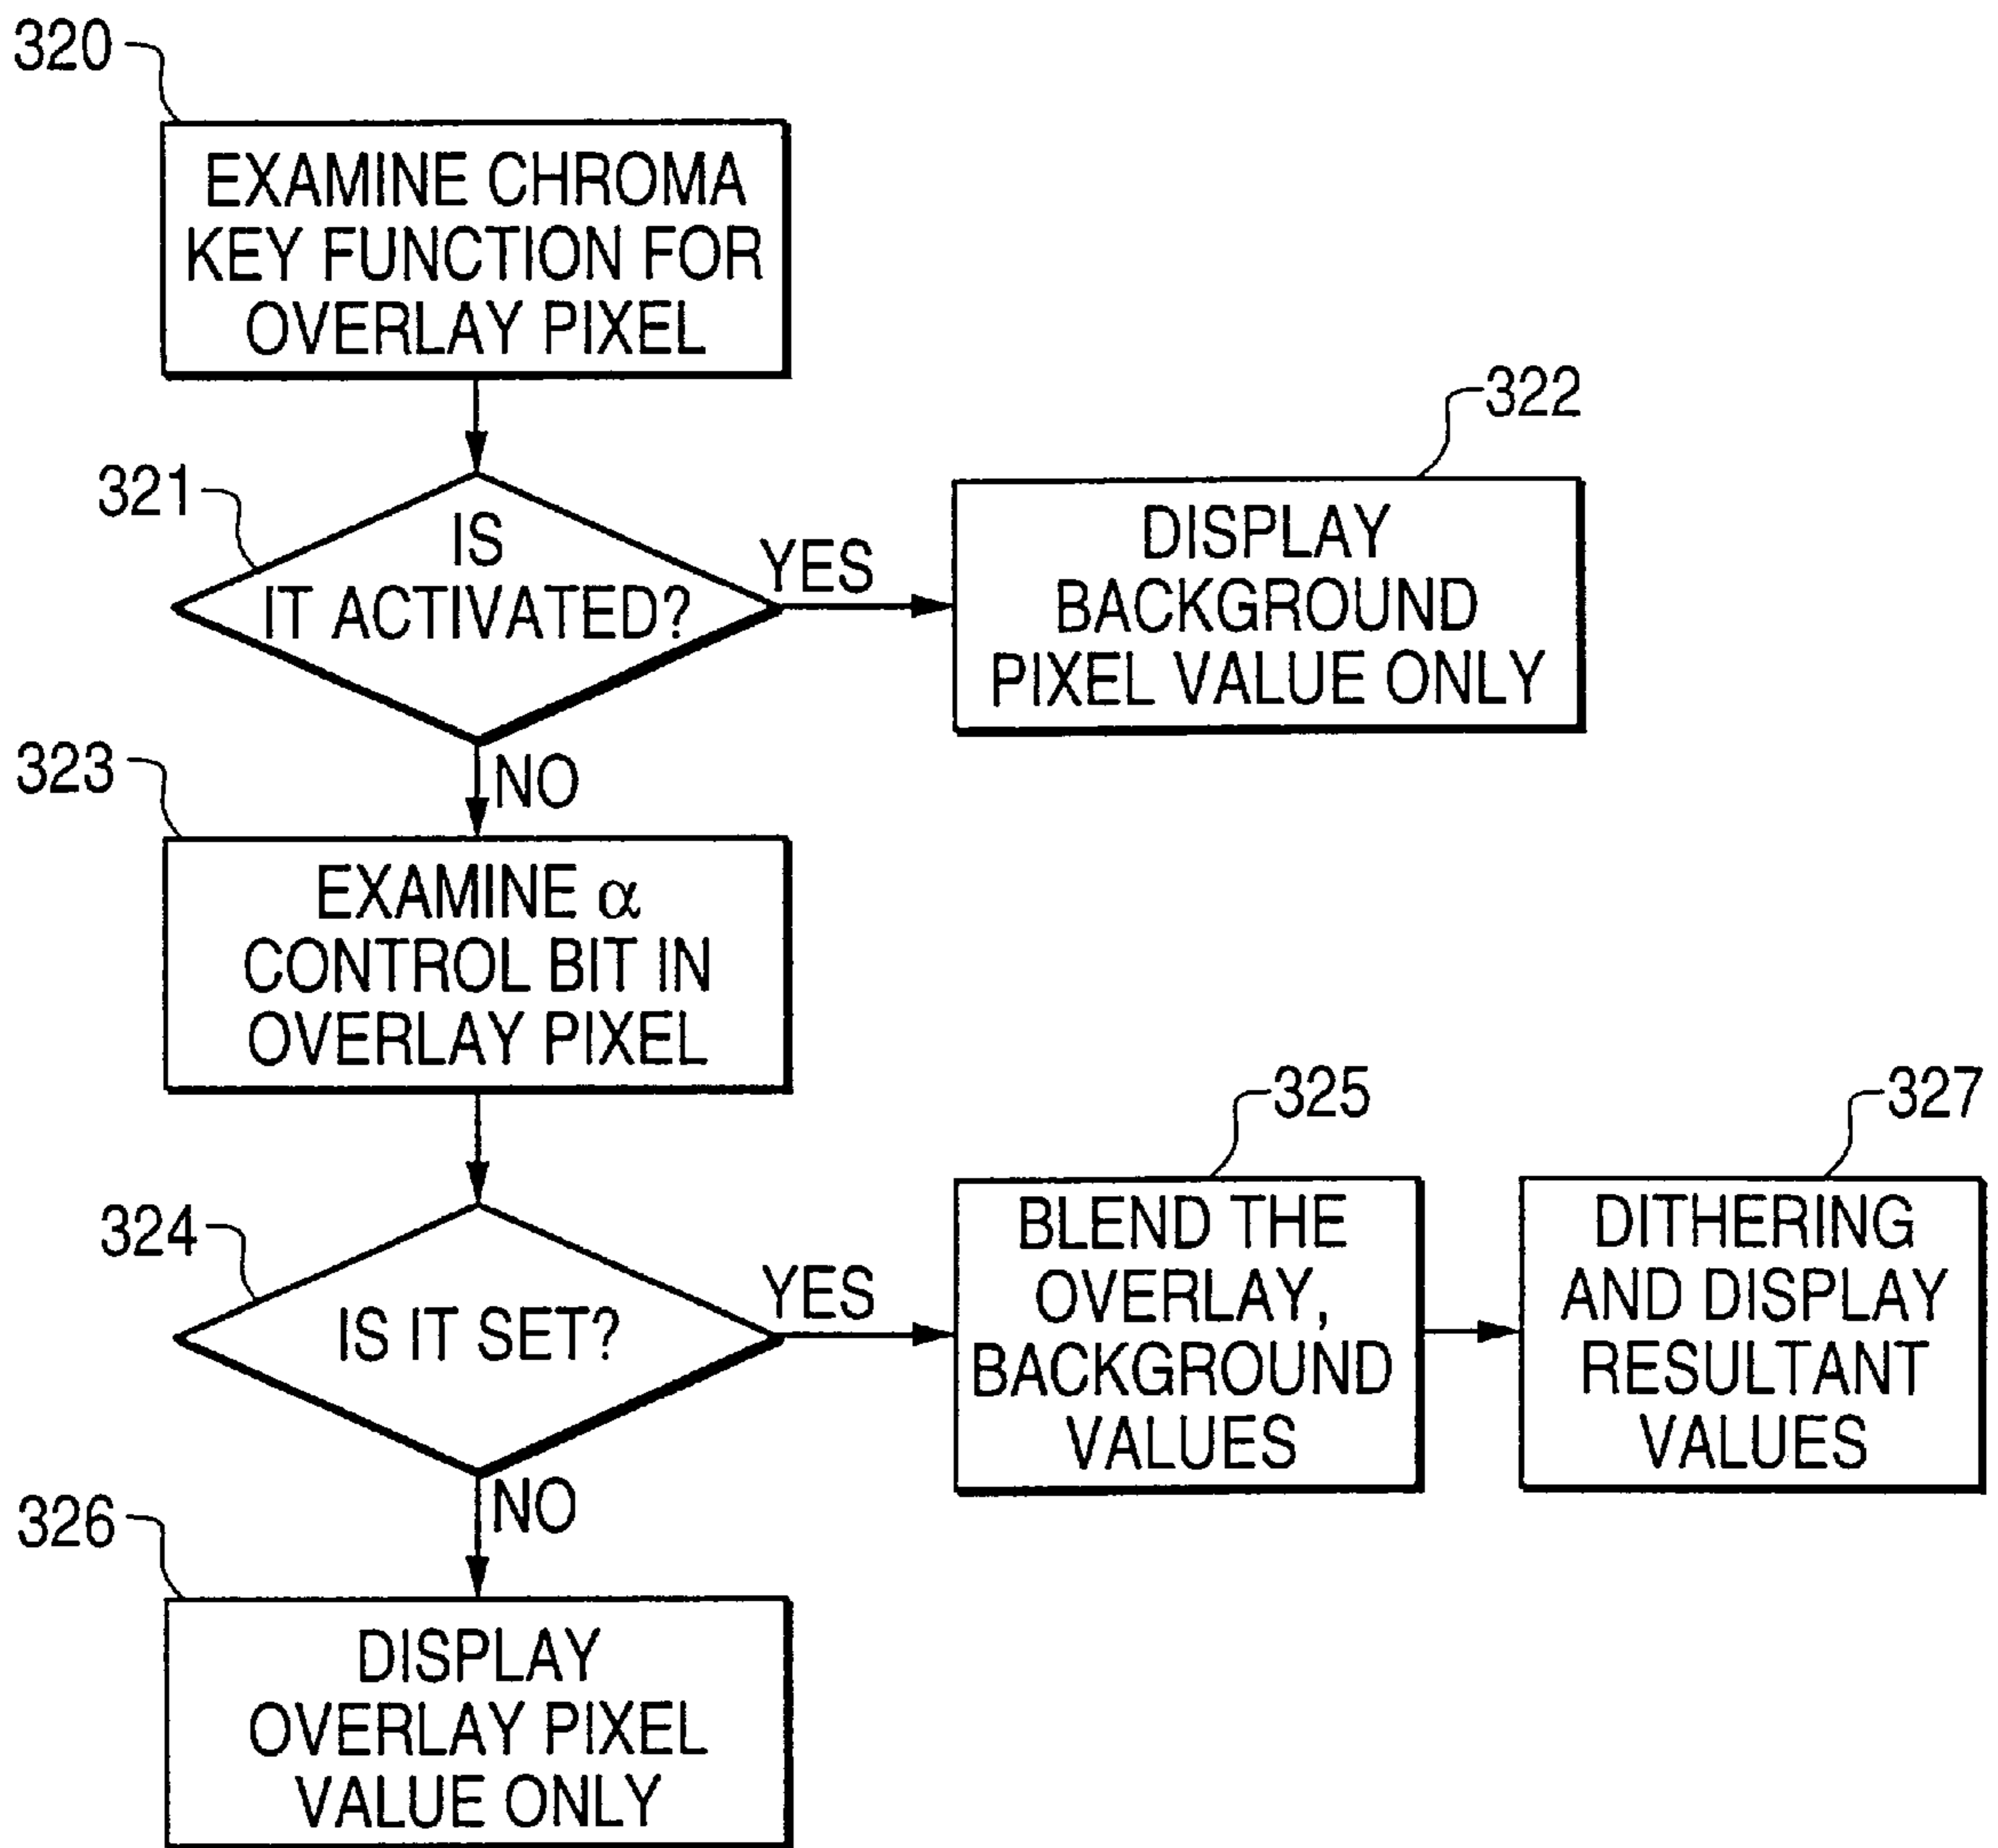 320
EXAMINE CHROMA
KEY FUNCTION FOR
OVERLAY PIXEL
321
IS
IT ACTIVATED?
YES
322
DISPLAY
BACKGROUND
PIXEL VALUE ONLY
NO
323
EXAMINE α
CONTROL BIT IN
OVERLAY PIXEL
324
IS IT SET?
YES
325
BLEND THE
OVERLAY,
BACKGROUND
VALUES
327
DITHERING
AND DISPLAY
RESULTANT
VALUES
NO
326
DISPLAY
OVERLAY PIXEL
VALUE ONLY